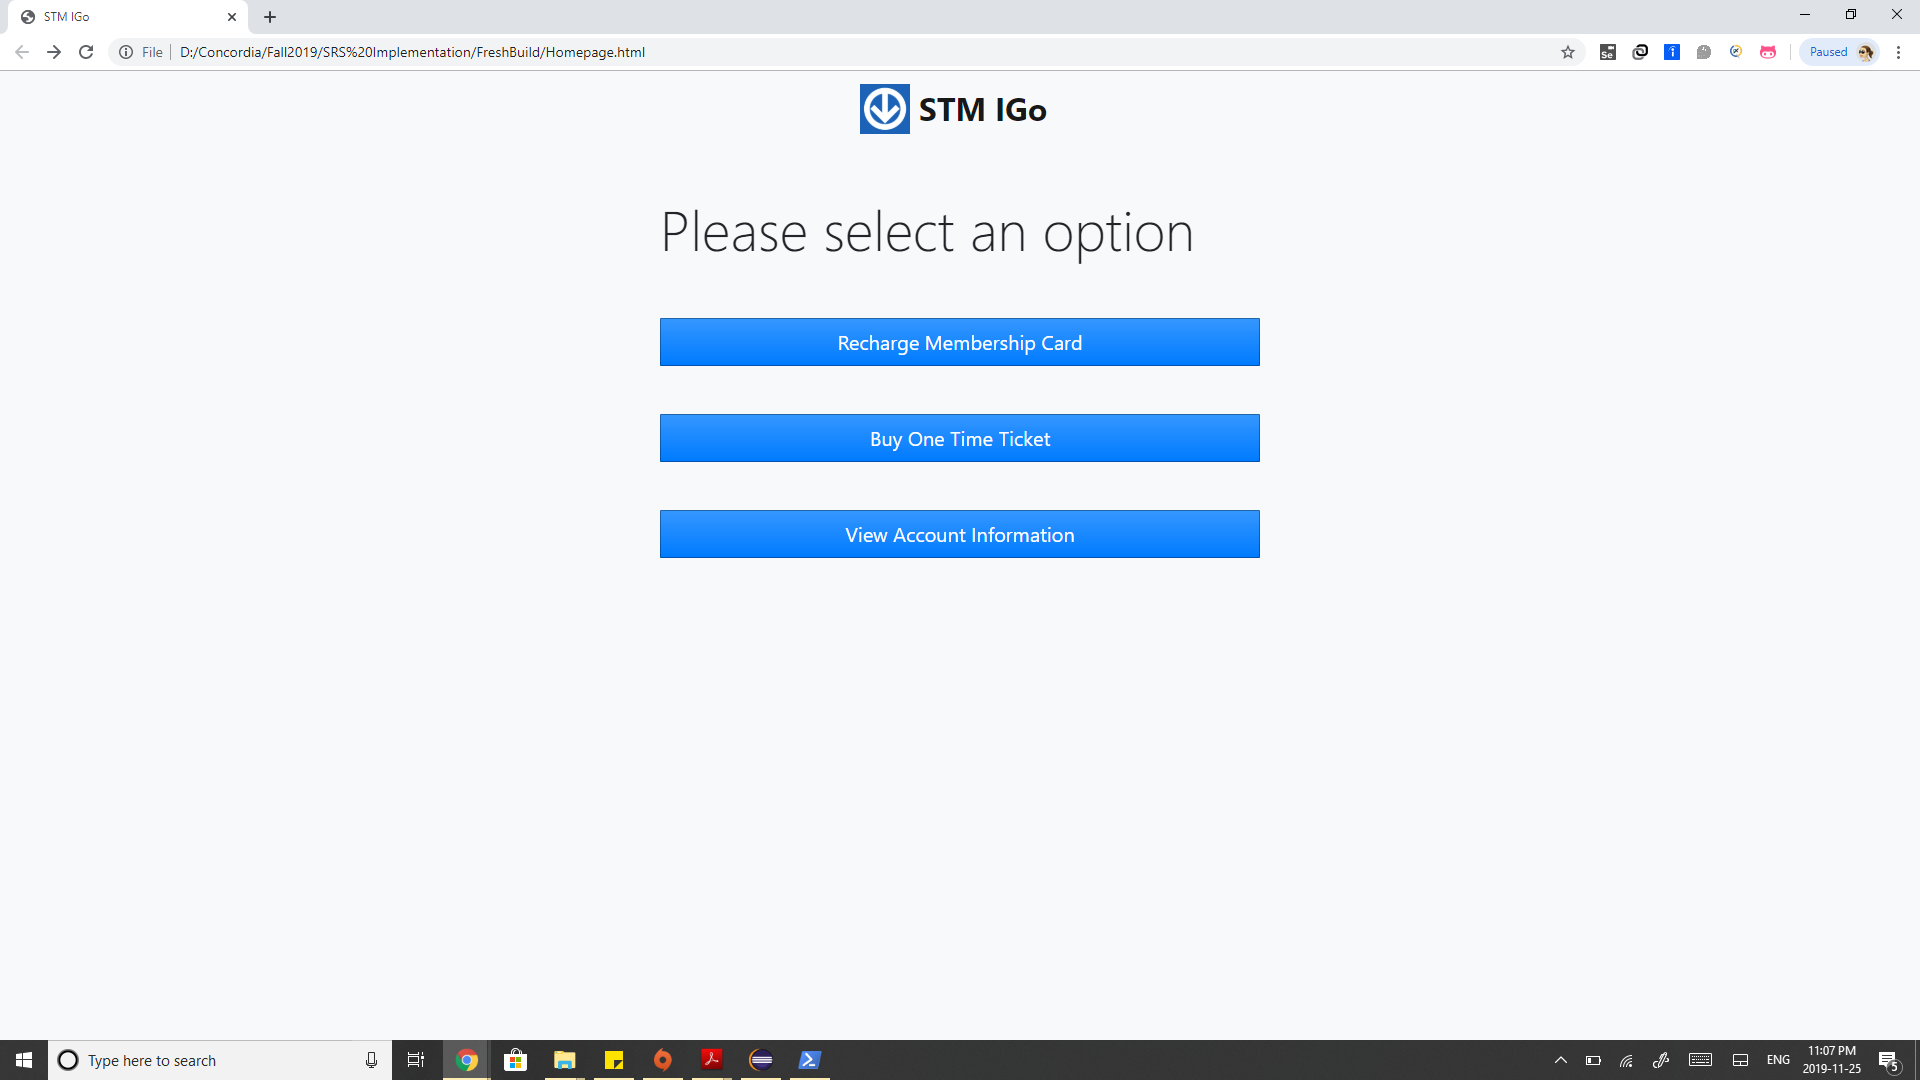 STM IGo
File
D:/Concordia/Fall2019/SRS%20Implementation/FreshBuild/Homepage.html
Se
Paused
STM IGo
Please select an option
Recharge Membership Card
Buy One Time Ticket
View Account Information
Type here to search
ENG
11:07 PM
2019-11-25
5